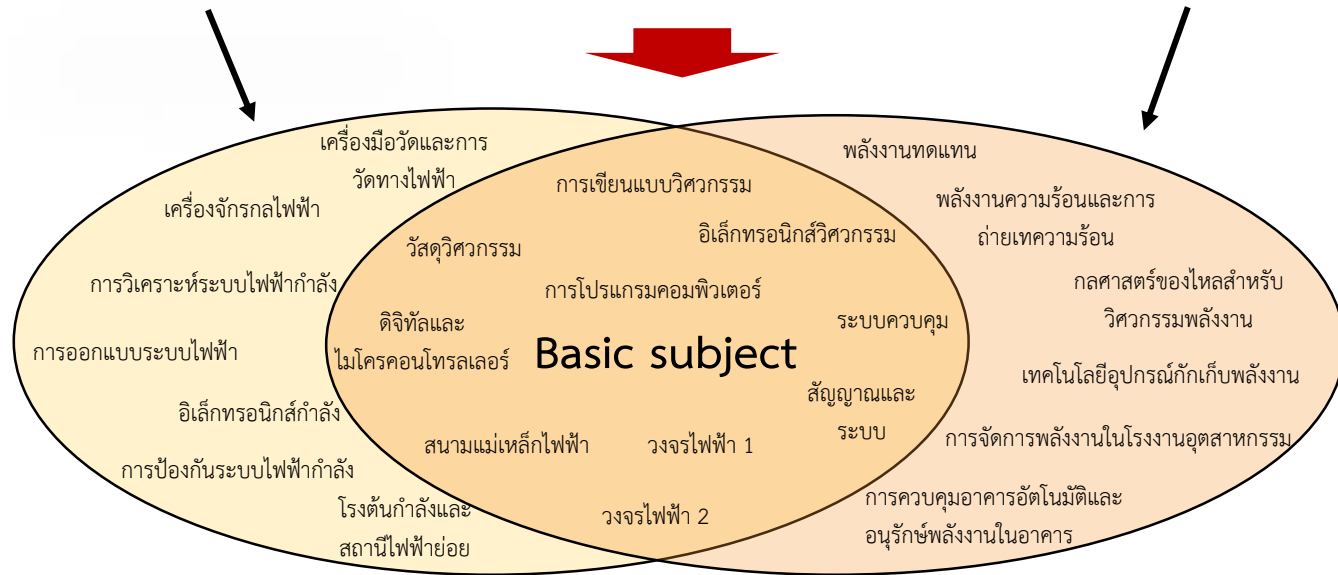 เครื่องมือวัดและการ
วัดทางไฟฟ้า
เครื่องจักรกลไฟฟ้า
การวิเคราะห์ระบบไฟฟ้ากำลัง
การออกแบบระบบไฟฟ้า
อิเล็กทรอนิกส์กำลัง
การป้องกันระบบไฟฟ้ากำลัง
โรงต้นกำลังและ
สถานีไฟฟ้าย่อย
การเขียนแบบวิศวกรรม
อิเล็กทรอนิกส์วิศวกรรม
วัสดุวิศวกรรม
การโปรแกรมคอมพิวเตอร์
ดิจิทัลและ
ไมโครคอนโทรลเลอร์
ระบบควบคุม
Basic subject
สัญญาณและ
ระบบ
สนามแม่เหล็กไฟฟ้า
วงจรไฟฟ้า 1
วงจรไฟฟ้า 2
พลังงานทดแทน
พลังงานความร้อนและการ
ถ่ายเทความร้อน
กลศาสตร์ของไหลสำหรับ
วิศวกรรมพลังงาน
เทคโนโลยีอุปกรณ์กักเก็บพลังงาน
การจัดการพลังงานในโรงงานอุตสาหกรรม
การควบคุมอาคารอัตโนมัติและ
อนุรักษ์พลังงานในอาคาร